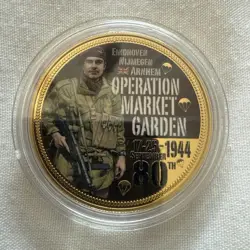 EINDHOVEN
NIJMEGEN
ARNHEM
OPERATION
MARKET
GARDEN
17-25 SEPTEMBER 1944
80TH